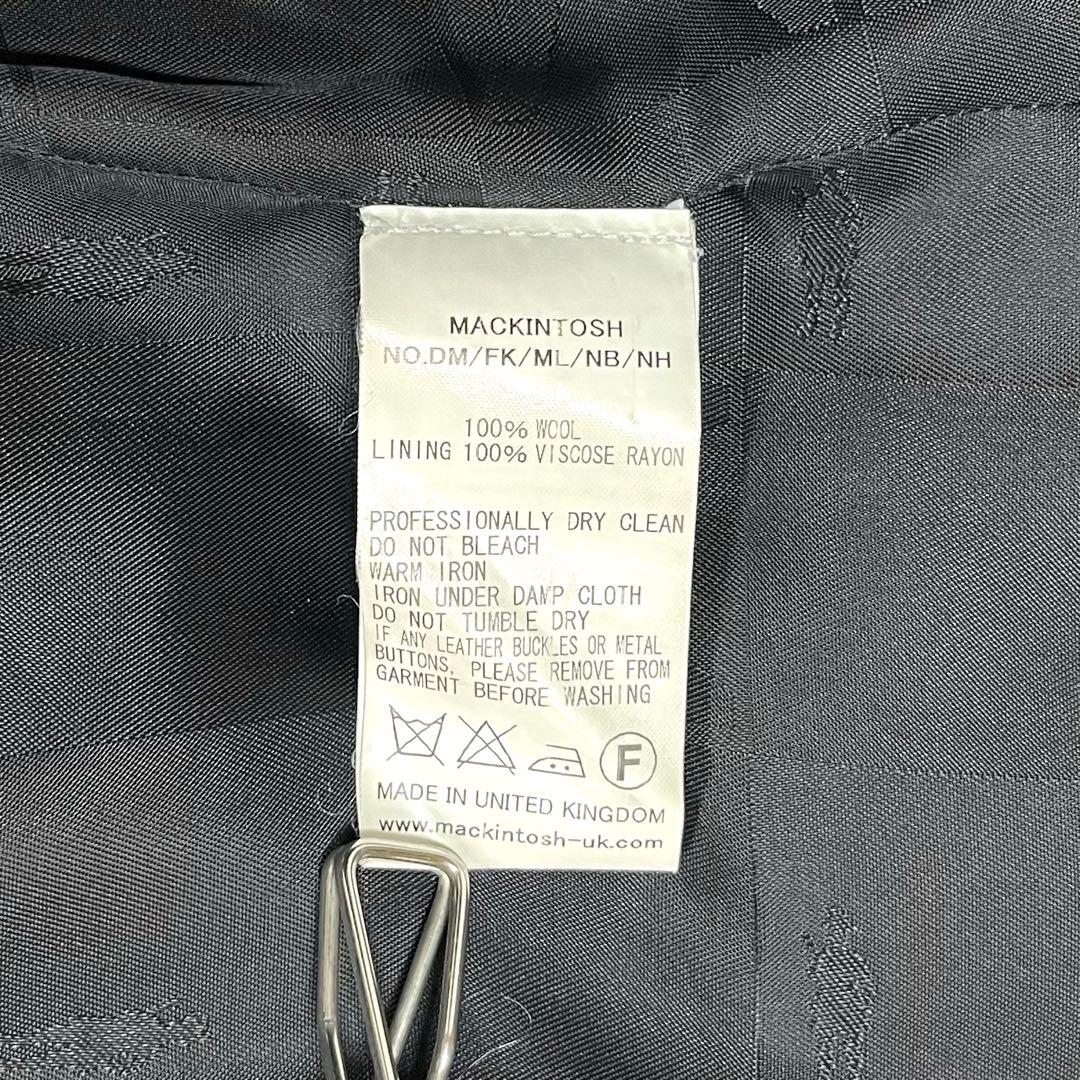 MACKINTOSH
NO.DM/FK/ML/NB/NH
100% WOOL
LINING 100% VISCOSE RAYON
PROFESSIONALLY DRY CLEAN
DO NOT BLEACH
WARM IRON
IRON UNDER DAMP CLOTH
DO NOT TUMBLE DRY
IF ANY LEATHER BUCKLES OR METAL
BUTTONS, PLEASE REMOVE FROM
GARMENT BEFORE WASHING
F
MADE IN UNITED KINGDOM
www.mackintosh-uk.com